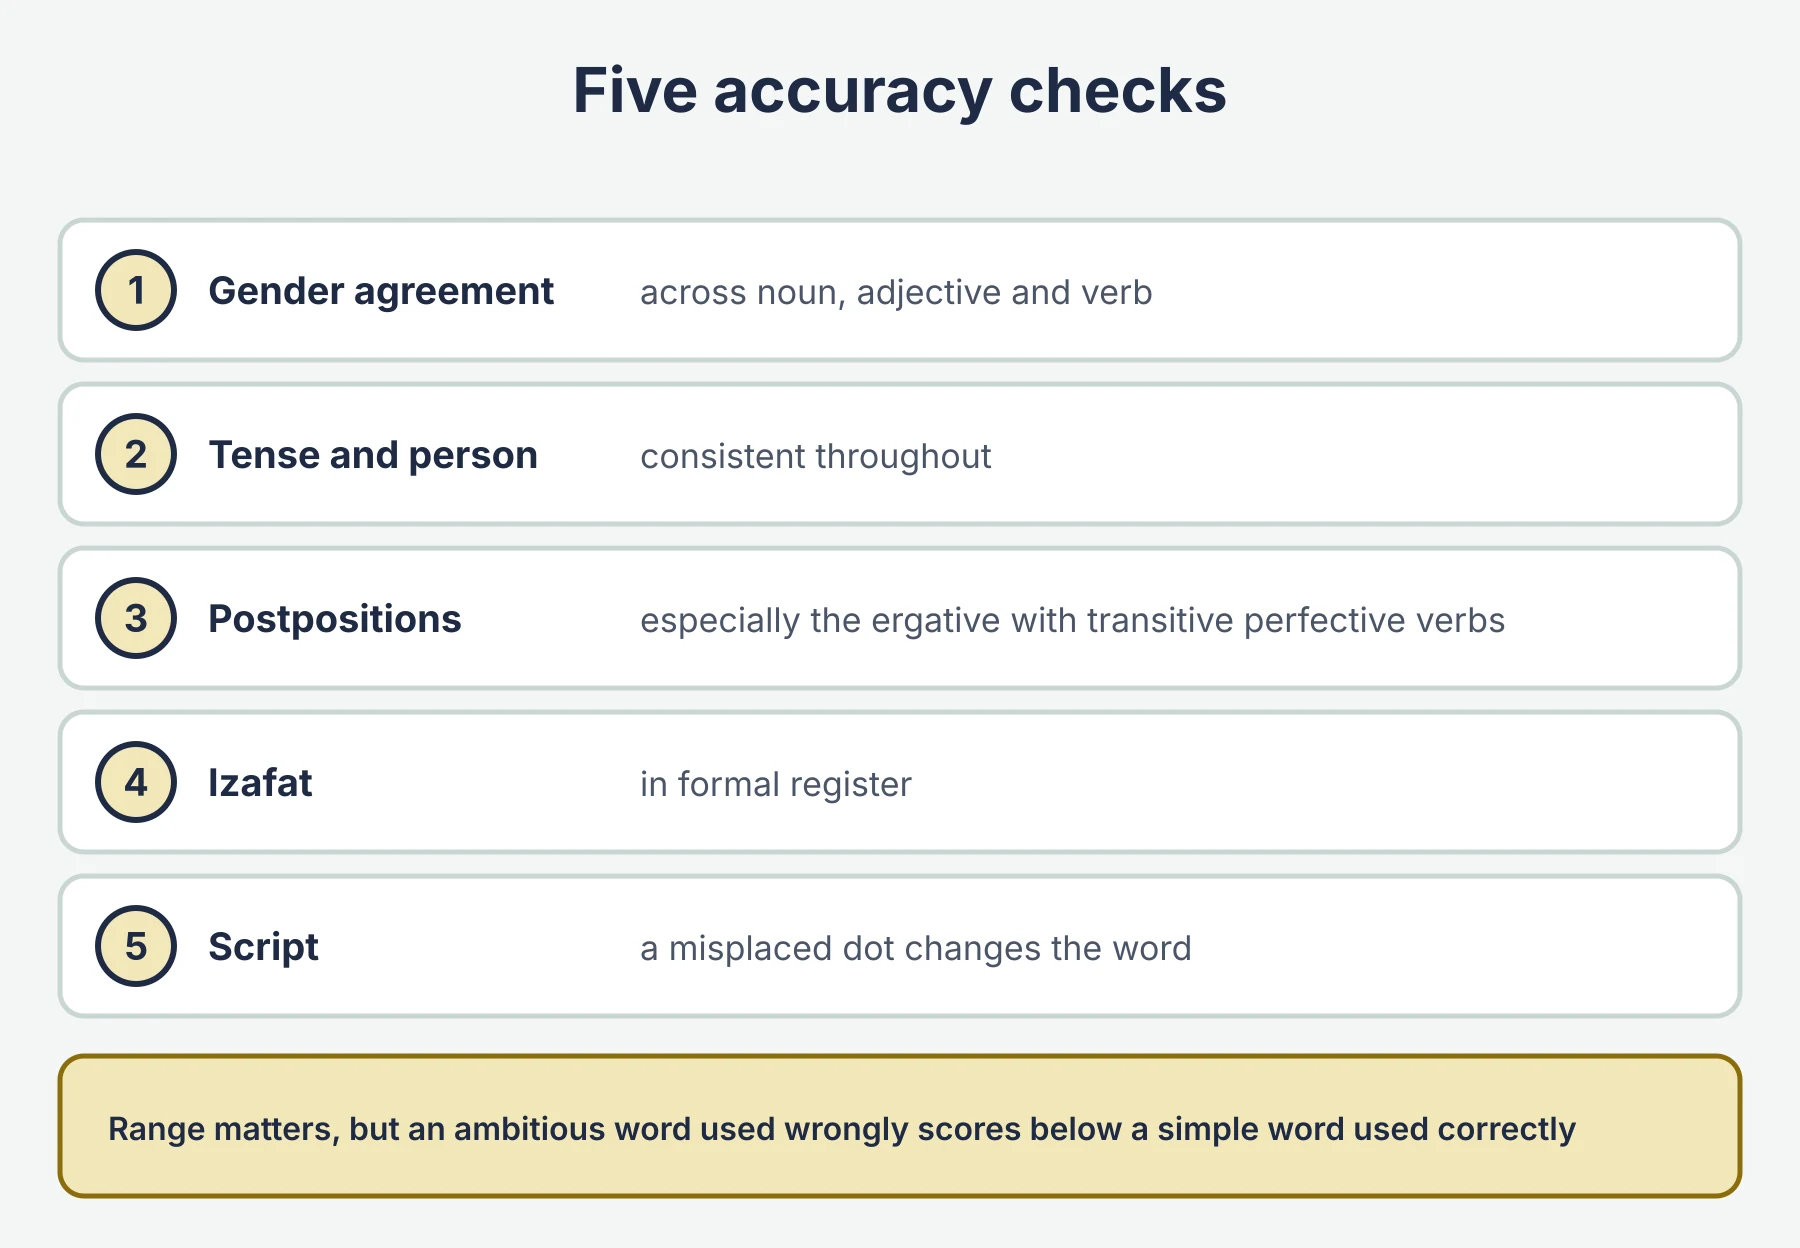 Five accuracy checks
1 Gender agreement across noun, adjective and verb
2 Tense and person consistent throughout
3 Postpositions especially the ergative with transitive perfective verbs
4 Izafat in formal register
5 Script a misplaced dot changes the word
Range matters, but an ambitious word used wrongly scores below a simple word used correctly